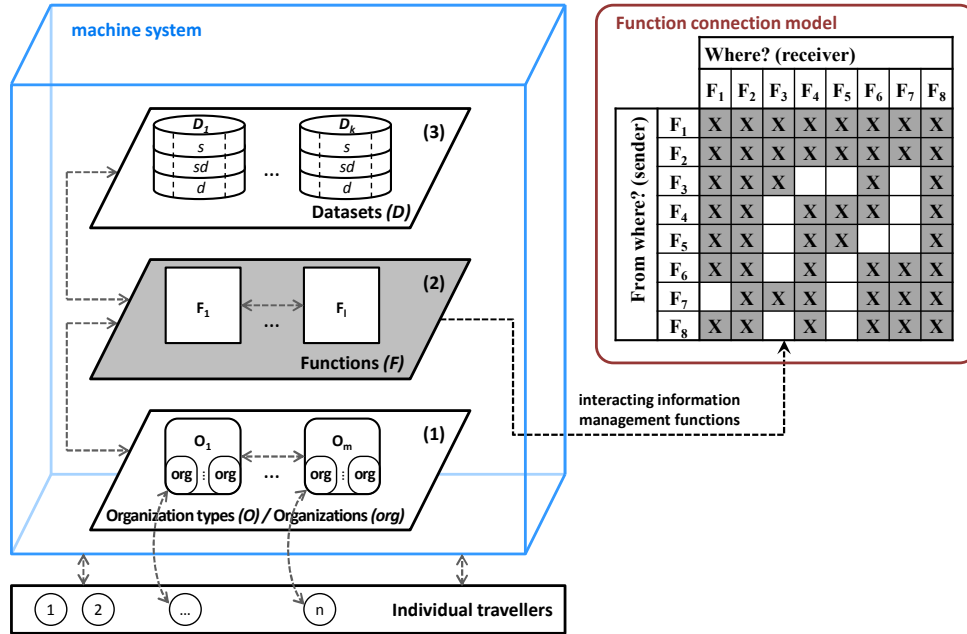 machine system
D1 Dk
(3)
s s
sd sd
...
d d
Datasets (D)
(2)
F1 Fl
...
Functions (F)
(1)
O1 Om
org ⋮ org ... org ⋮ org
Organization types (O) / Organizations (org)
1 2 ... n Individual travellers
interacting information
management functions
Function connection model
Where? (receiver)
F1 F2 F3 F4 F5 F6 F7 F8
From where? (sender)
F1 X X X X X X X X
F2 X X X X X X X X
F3 X X X X X
F4 X X X X X X
F5 X X X X X
F6 X X X X X X
F7 X X X X X X
F8 X X X X X X